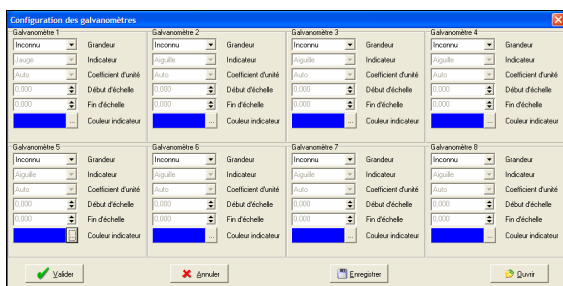 Configuration des galvanomètres
Galvanomètre 1 Galvanomètre 2 Galvanomètre 3 Galvanomètre 4
Inconnu Grandeur Inconnu Grandeur Inconnu Grandeur Inconnu Grandeur
Jauge Indicateur Aiguille Indicateur Aiguille Indicateur Aiguille Indicateur
Auto Coefficient d'unité Auto Coefficient d'unité Auto Coefficient d'unité Auto Coefficient d'unité
0,000 Début d'échelle 0,000 Début d'échelle 0,000 Début d'échelle 0,000 Début d'échelle
0,000 Fin d'échelle 0,000 Fin d'échelle 0,000 Fin d'échelle 0,000 Fin d'échelle
... Couleur indicateur ... Couleur indicateur ... Couleur indicateur ... Couleur indicateur
Galvanomètre 5 Galvanomètre 6 Galvanomètre 7 Galvanomètre 8
Inconnu Grandeur Inconnu Grandeur Inconnu Grandeur Inconnu Grandeur
Aiguille Indicateur Aiguille Indicateur Aiguille Indicateur Aiguille Indicateur
Auto Coefficient d'unité Auto Coefficient d'unité Auto Coefficient d'unité Auto Coefficient d'unité
0,000 Début d'échelle 0,000 Début d'échelle 0,000 Début d'échelle 0,000 Début d'échelle
0,000 Fin d'échelle 0,000 Fin d'échelle 0,000 Fin d'échelle 0,000 Fin d'échelle
... Couleur indicateur ... Couleur indicateur ... Couleur indicateur ... Couleur indicateur
Valider Annuler Enregistrer Ouvrir